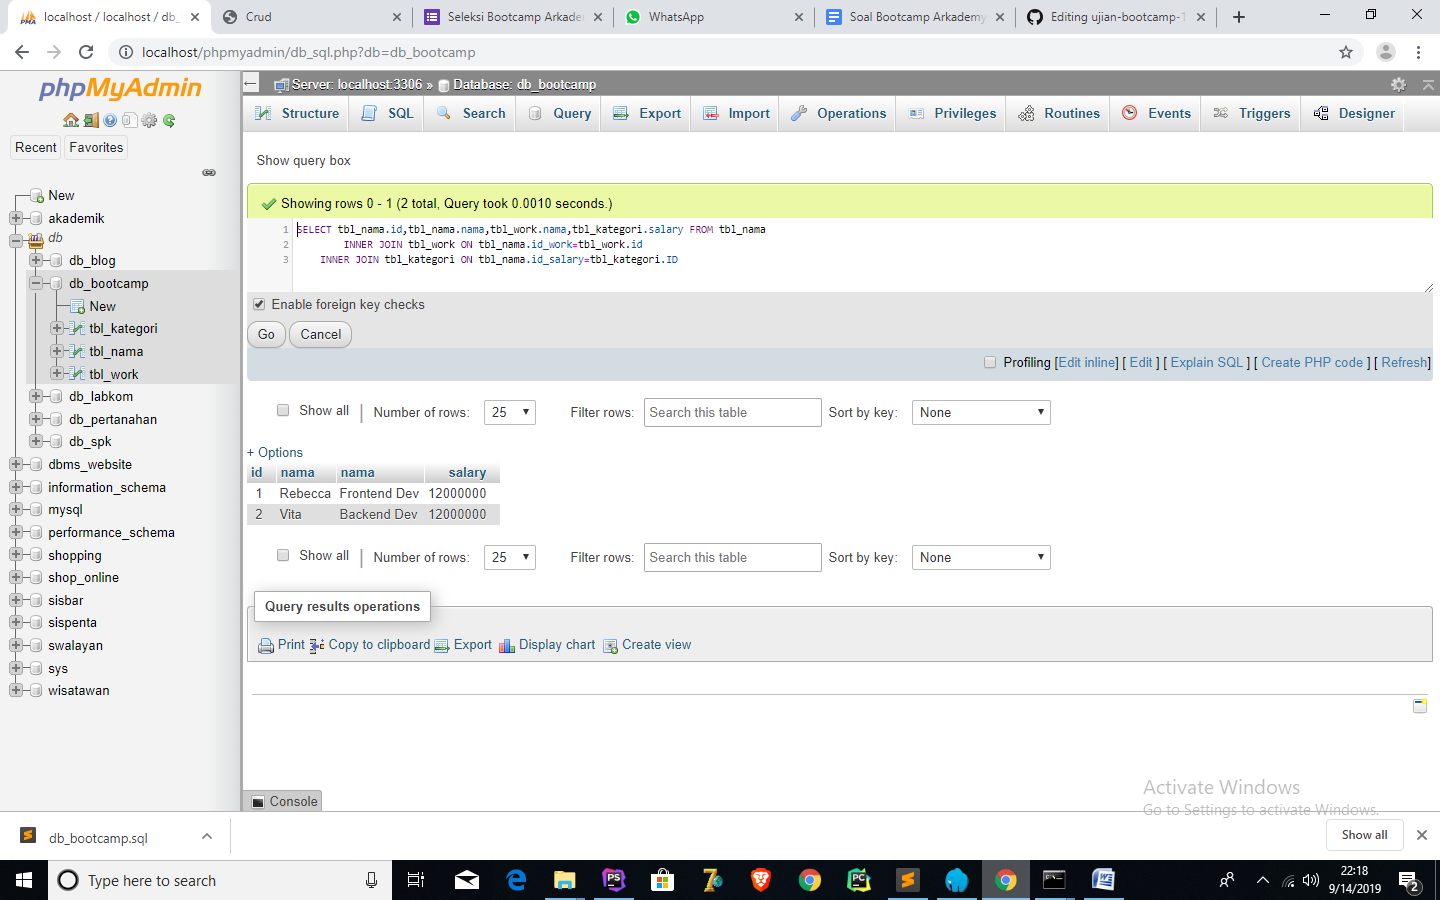 localhost / localhost / db_
Crud
Seleksi Bootcamp Arkade
WhatsApp
Soal Bootcamp Arkademy
Editing ujian-bootcamp-1
localhost/phpmyadmin/db_sql.php?db=db_bootcamp
phpMyAdmin
Recent
Favorites
New
akademik
db
db_blog
db_bootcamp
New
tbl_kategori
tbl_nama
tbl_work
db_labkom
db_pertanahan
db_spk
dbms_website
information_schema
mysql
performance_schema
shopping
shop_online
sisbar
sispenta
swalayan
sys
wisatawan
Server: localhost:3306 » Database: db_bootcamp
Structure SQL Search Query Export Import Operations Privileges Routines Events Triggers Designer
Show query box
Showing rows 0 - 1 (2 total, Query took 0.0010 seconds.)
1 SELECT tbl_nama.id,tbl_nama.nama,tbl_work.nama,tbl_kategori.salary FROM tbl_nama
2 INNER JOIN tbl_work ON tbl_nama.id_work=tbl_work.id
3 INNER JOIN tbl_kategori ON tbl_nama.id_salary=tbl_kategori.ID
Enable foreign key checks
Go Cancel
Profiling [Edit inline] [ Edit ] [ Explain SQL ] [ Create PHP code ] [ Refresh]
Show all | Number of rows: 25 Filter rows: Search this table Sort by key: None
+ Options
id nama nama salary
1 Rebecca Frontend Dev 12000000
2 Vita Backend Dev 12000000
Show all | Number of rows: 25 Filter rows: Search this table Sort by key: None
Query results operations
Print Copy to clipboard Export Display chart Create view
Console
Activate Windows
Go to Settings to activate Windows.
db_bootcamp.sql
Show all
Type here to search
22:18
9/14/2019
2